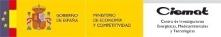 GOBIERNO
DE ESPAÑA
MINISTERIO
DE ECONOMÍA
Y COMPETITIVIDAD
Ciemat
Centro de Investigaciones
Energéticas, Medioambientales
y Tecnológicas